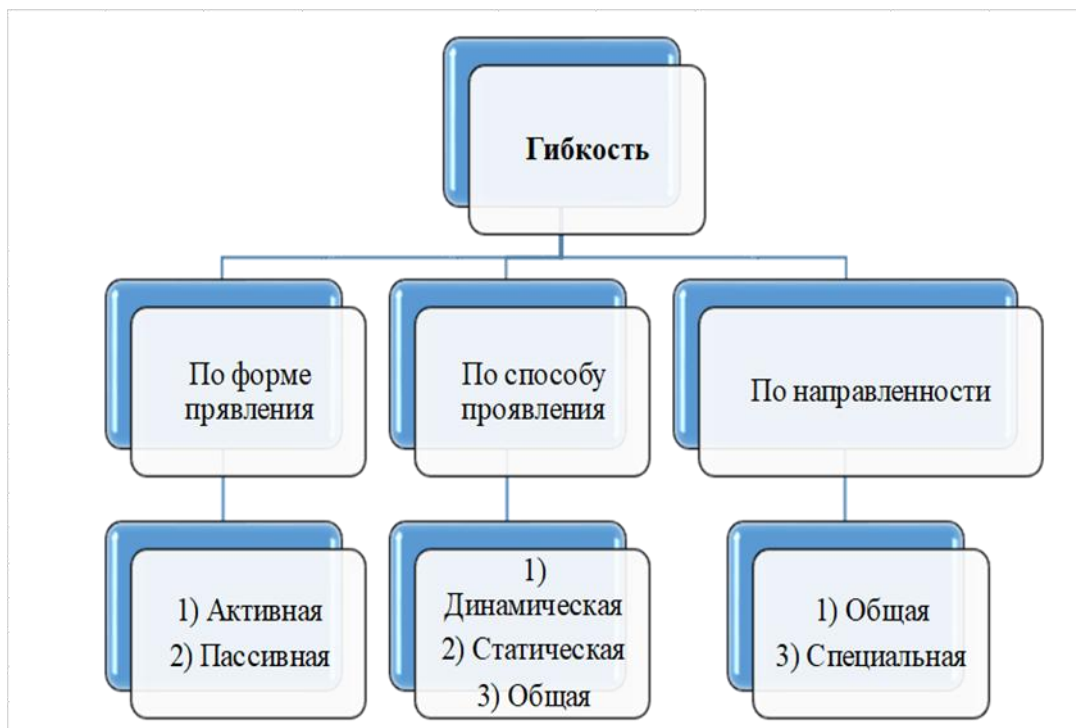 Гибкость
По форме
прявления
По способу
проявления
По направленности
1) Активная
2) Пассивная
1)
Динамическая
2) Статическая
3) Общая
1) Общая
3) Специальная